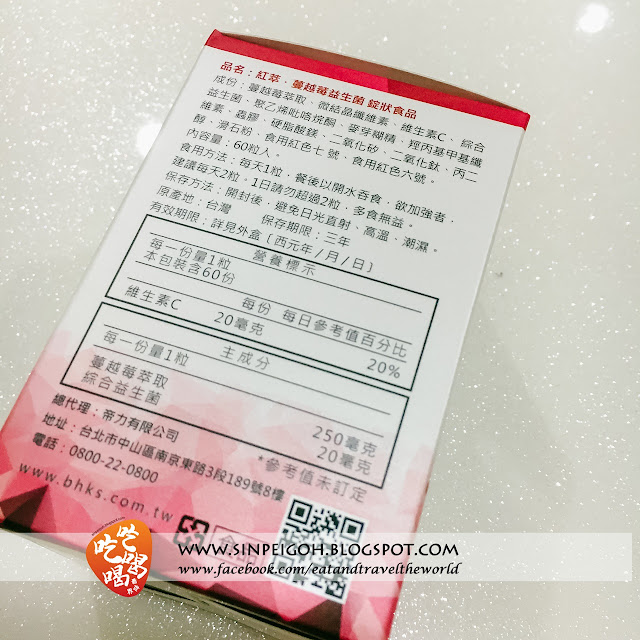 品名：紅萃．蔓越莓益生菌 錠狀食品
成份：蔓越莓萃取、微結晶纖維素、維生素C、綜合
益生菌、聚乙烯吡咯烷酮、麥芽糊精、羥丙基甲基纖
維素、蟲膠、硬脂酸鎂、二氧化矽、二氧化鈦、丙二
醇、滑石粉、食用紅色七號、食用紅色六號。
內容量：60粒入。
食用方法：每天1粒，餐後以開水吞食，欲加強者，
建議每天2粒，1日請勿超過2粒，多食無益。
保存方法：開封後，避免日光直射、高溫、潮濕。
原產地：台灣 保存期限：三年
有效期限：詳見外盒〔西元年/月/日〕
營養標示
每一份量1粒
本包裝含60份
每份 每日參考值百分比
維生素C 20毫克 20%
主成分
每一份量1粒
蔓越莓萃取 250毫克
綜合益生菌 20毫克
*參考值未訂定
總代理：帝力有限公司
地址：台北市中山區南京東路3段189號8樓
電話：0800-22-0800
www.bhks.com.tw
食品
吃芒喝喝
WWW.SINPEIGOH.BLOGSPOT.COM
www.facebook.com/eatandtraveltheworld